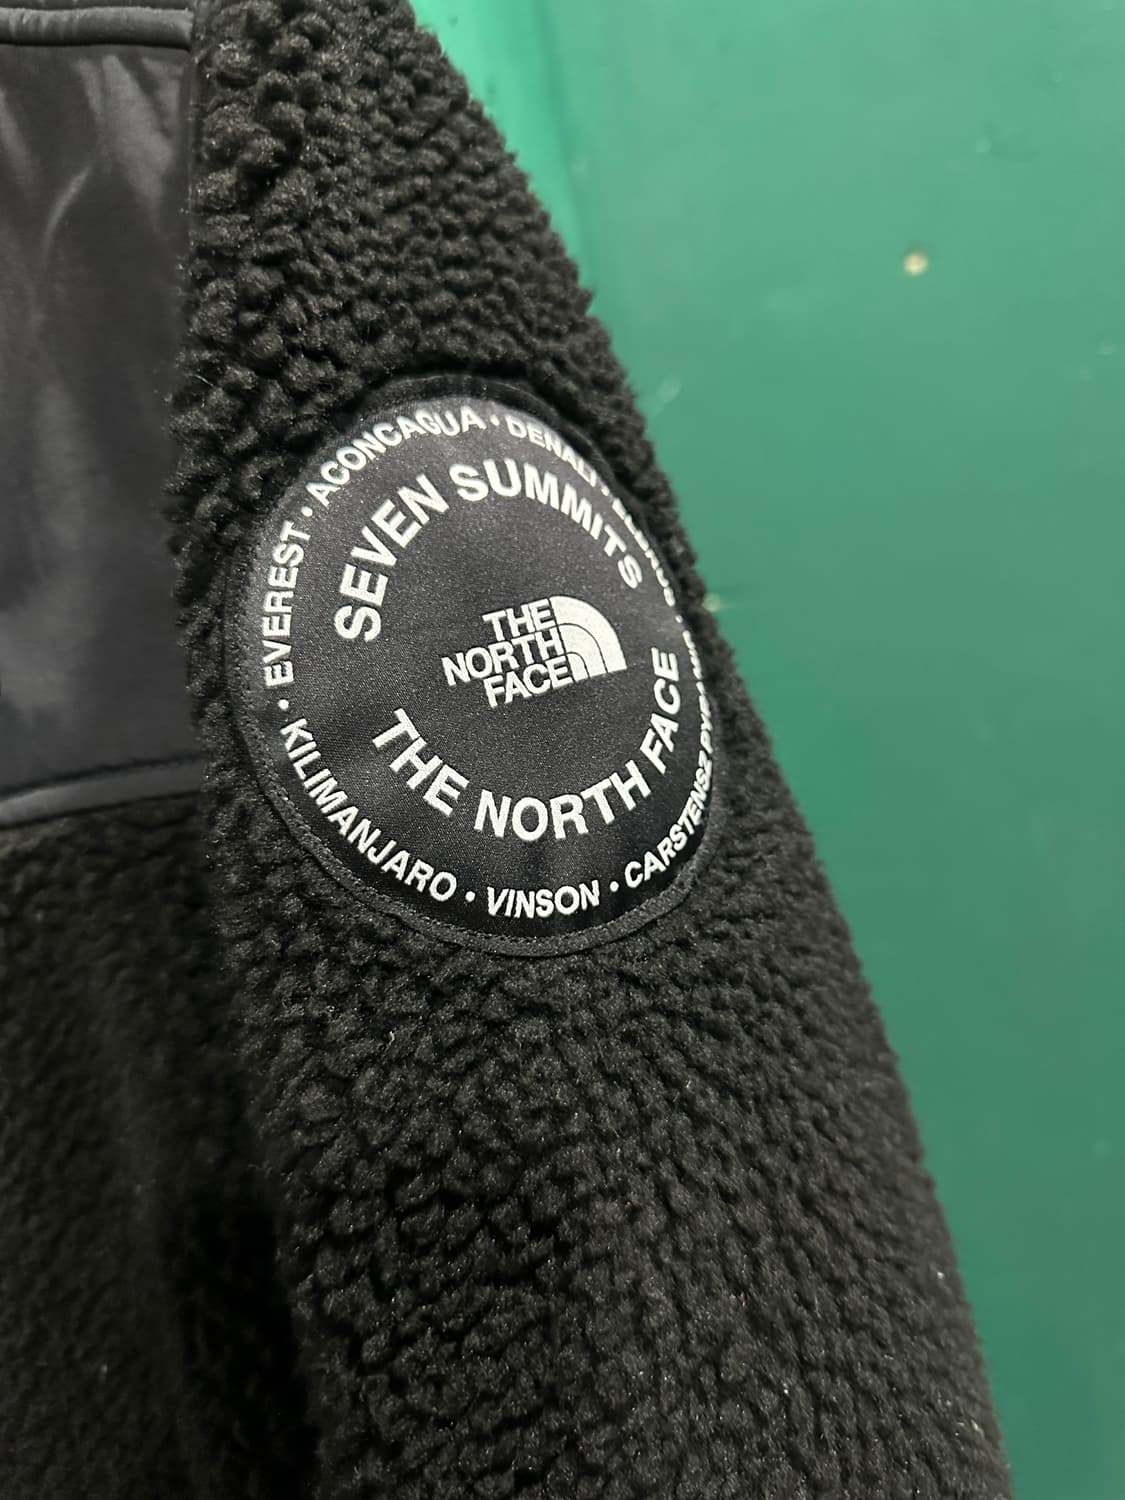 • EVEREST • ACONCAGUA • DENALI •
SEVEN SUMMITS
THE
NORTH
FACE
THE NORTH FACE
KILIMANJARO • VINSON • CARSTENSZ